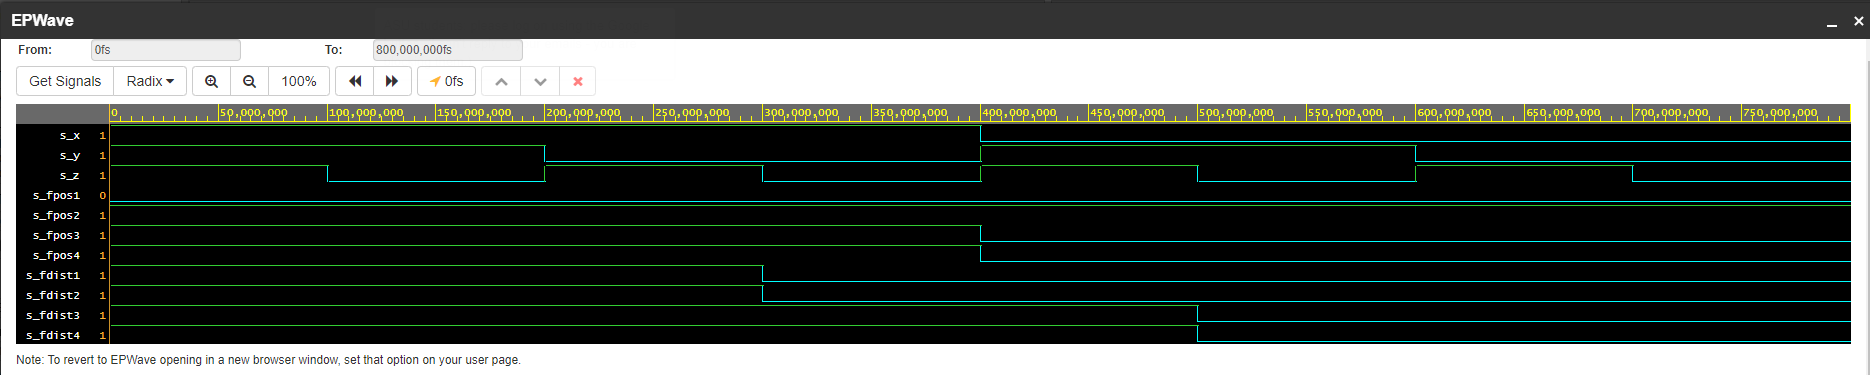 EPWave
From: 0fs To: 800,000,000fs
Get Signals Radix 100% 0fs
0 50,000,000 100,000,000 150,000,000 200,000,000 250,000,000 300,000,000 350,000,000 400,000,000 450,000,000 500,000,000 550,000,000 600,000,000 650,000,000 700,000,000 750,000,000
s_x 1
s_y 1
s_z 1
s_fpos1 0
s_fpos2 1
s_fpos3 1
s_fpos4 1
s_fdist1 1
s_fdist2 1
s_fdist3 1
s_fdist4 1
Note: To revert to EPWave opening in a new browser window, set that option on your user page.